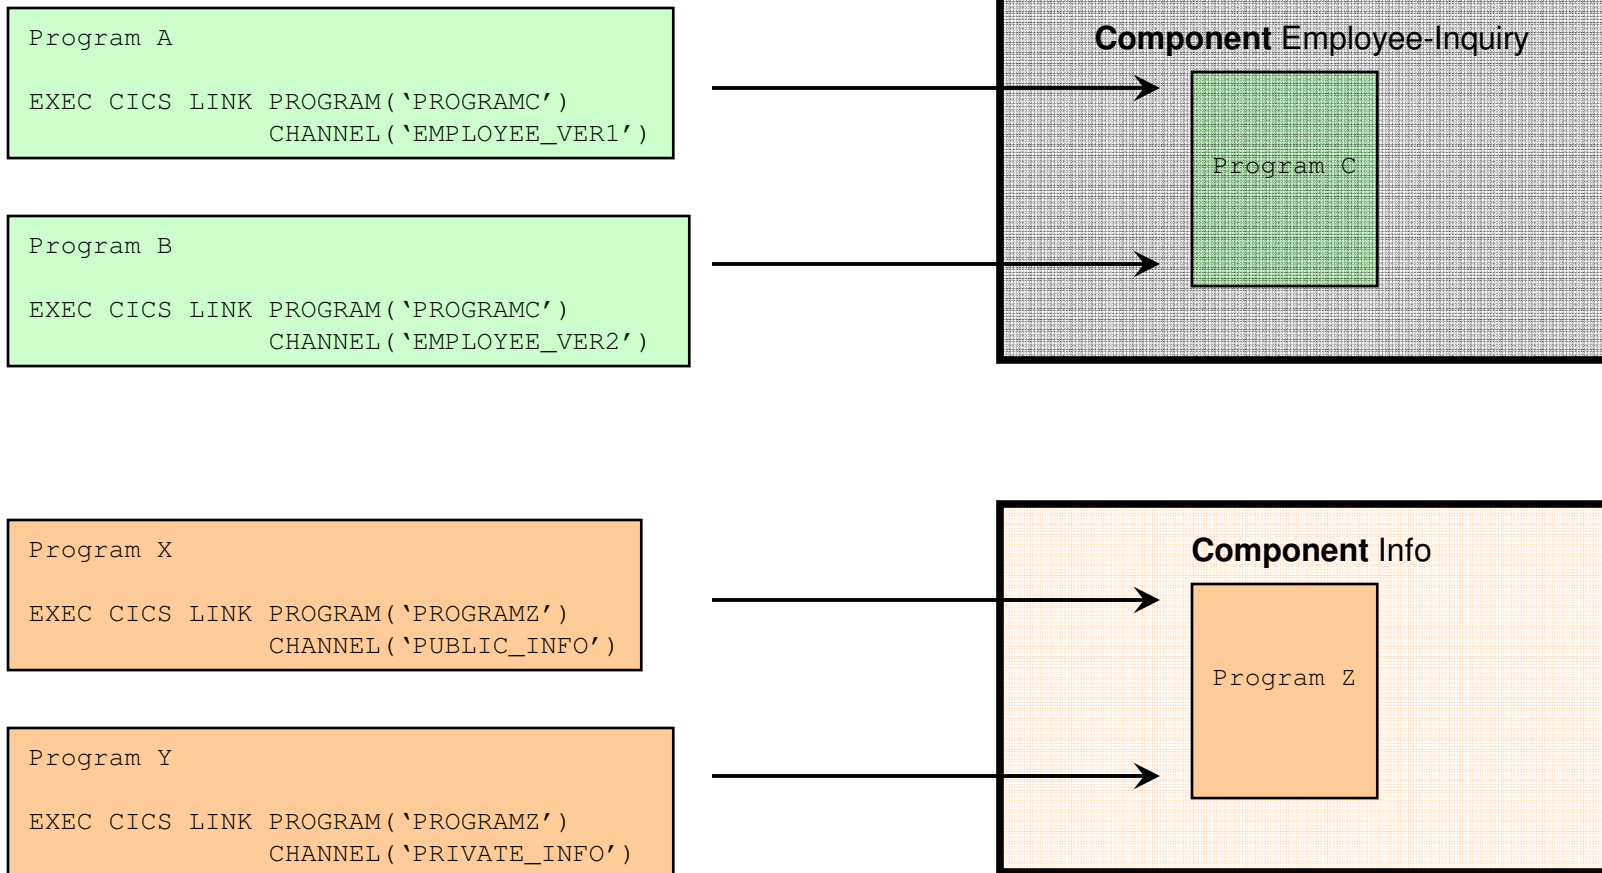 Program A
EXEC CICS LINK PROGRAM(‘PROGRAMC’)
CHANNEL(‘EMPLOYEE_VER1’)
Program B
EXEC CICS LINK PROGRAM(‘PROGRAMC’)
CHANNEL(‘EMPLOYEE_VER2’)
Component Employee-Inquiry
Program C
Program X
EXEC CICS LINK PROGRAM(‘PROGRAMZ’)
CHANNEL(‘PUBLIC_INFO’)
Program Y
EXEC CICS LINK PROGRAM(‘PROGRAMZ’)
CHANNEL(‘PRIVATE_INFO’)
Component Info
Program Z